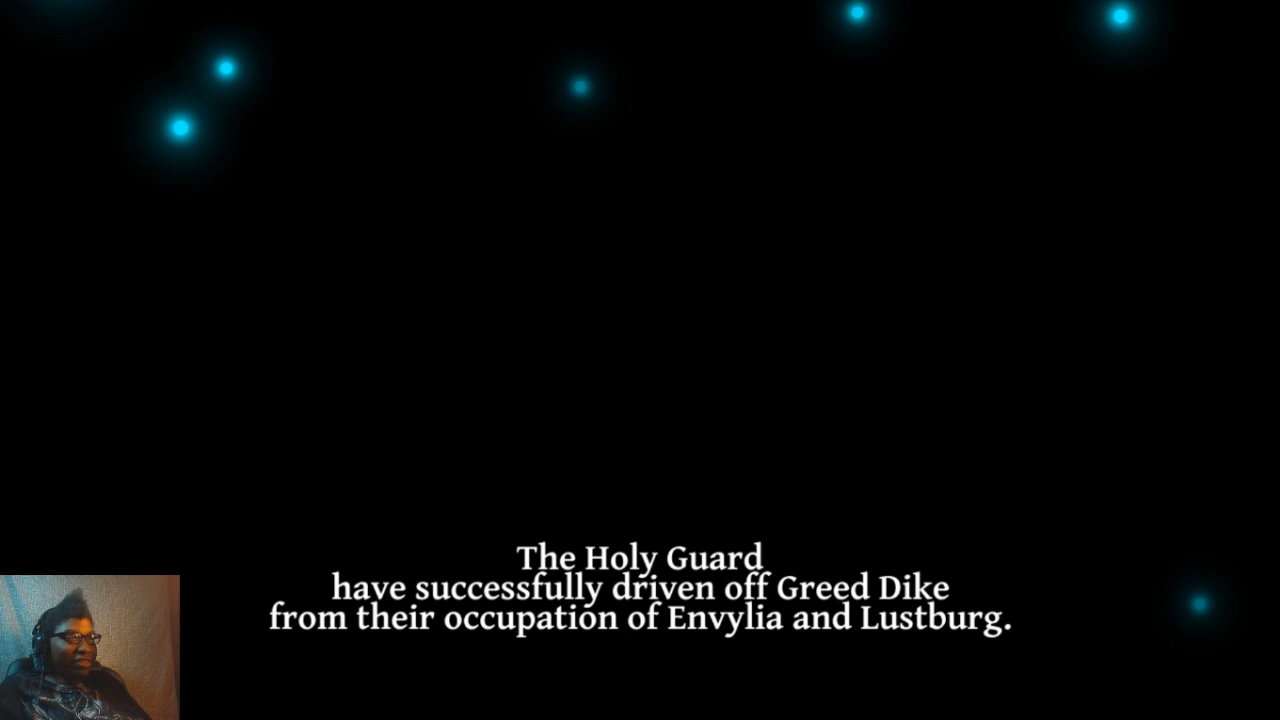 The Holy Guard
have successfully driven off Greed Dike
from their occupation of Envylia and Lustburg.